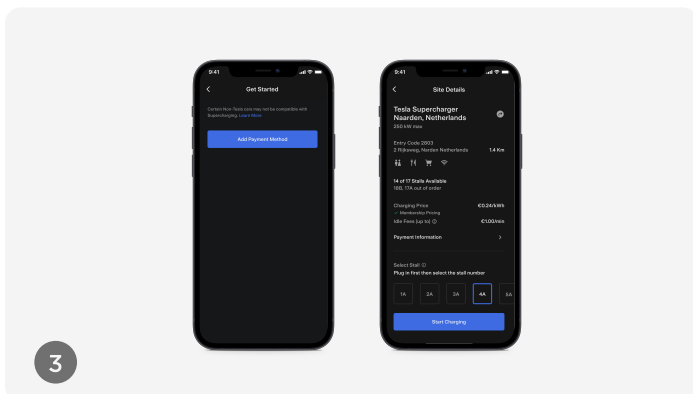 9:41
Get Started
Certain Non-Tesla cars may not be compatible with
Supercharging. Learn More
Add Payment Method
9:41
Site Details
Tesla Supercharger
Naarden, Netherlands
250 kW max
Entry Code 2803
2 Rijksweg, Narden Netherlands 1.4 Km
14 of 17 Stalls Available
18B, 17A out of order
Charging Price €0.24/kWh
Membership Pricing
Idle Fees (up to) €1.00/min
Payment Information
Select Stall
Plug in first then select the stall number
1A 2A 3A 4A 5A
Start Charging
3